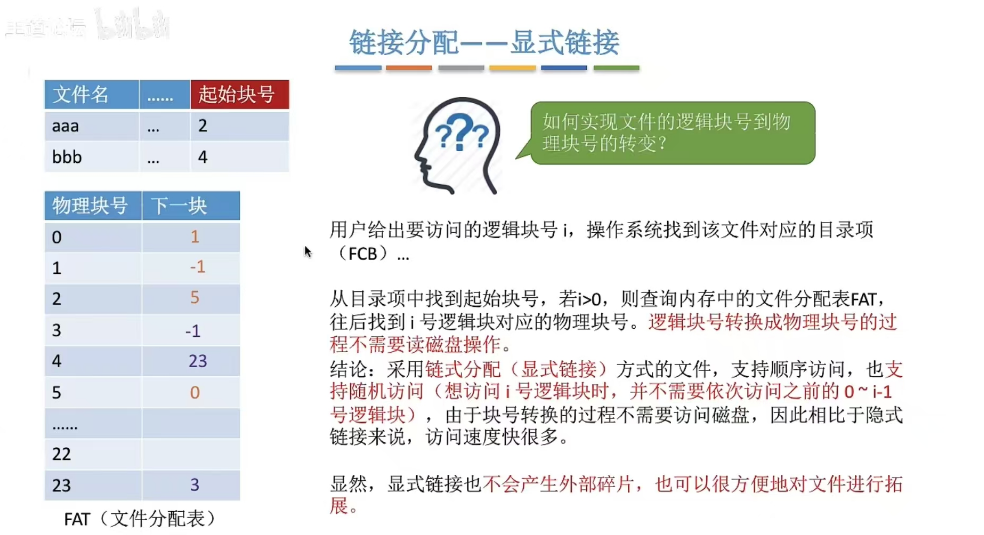 链接分配——显式链接
文件名 …… 起始块号
aaa … 2
bbb … 4
???
如何实现文件的逻辑块号到物
理块号的转变？
物理块号 下一块
0 1
1 -1
2 5
3 -1
4 23
5 0
……
22
23 3
FAT（文件分配表）
用户给出要访问的逻辑块号 i，操作系统找到该文件对应的目录项
（FCB）…
从目录项中找到起始块号，若i>0，则查询内存中的文件分配表FAT，
往后找到 i 号逻辑块对应的物理块号。逻辑块号转换成物理块号的过
程不需要读磁盘操作。
结论：采用链式分配（显式链接）方式的文件，支持顺序访问，也支
持随机访问（想访问 i 号逻辑块时，并不需要依次访问之前的 0 ~ i-1
号逻辑块），由于块号转换的过程不需要访问磁盘，因此相比于隐式
链接来说，访问速度快很多。
显然，显式链接也不会产生外部碎片，也可以很方便地对文件进行拓
展。